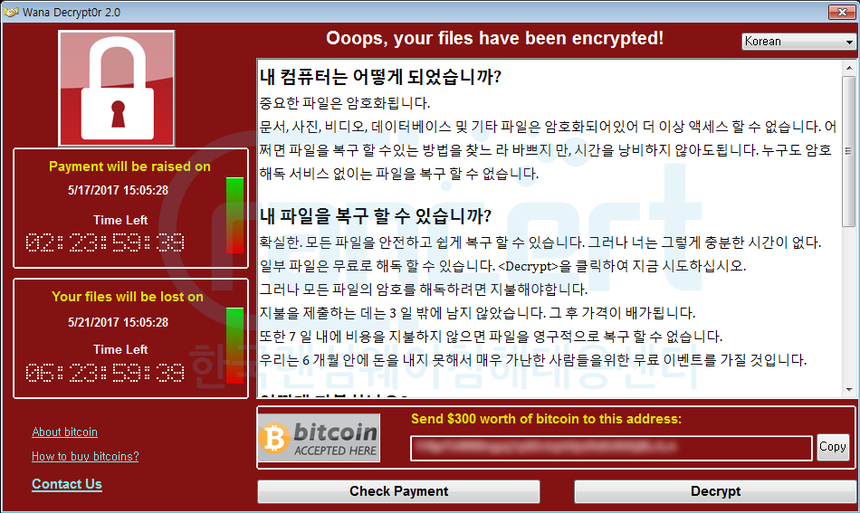 Wana Decrypt0r 2.0
Ooops, your files have been encrypted!
Korean
내 컴퓨터는 어떻게 되었습니까?
중요한 파일은 암호화됩니다.
문서, 사진, 비디오, 데이터베이스 및 기타 파일은 암호화되어있어 더 이상 액세스 할 수 없습니다. 어
쩌면 파일을 복구 할 수있는 방법을 찾느 라 바쁘지 만, 시간을 낭비하지 않아도됩니다. 누구도 암호
해독 서비스 없이는 파일을 복구 할 수 없습니다.
내 파일을 복구 할 수 있습니까?
확실한. 모든 파일을 안전하고 쉽게 복구 할 수 있습니다. 그러나 너는 그렇게 충분한 시간이 없다.
일부 파일은 무료로 해독 할 수 있습니다. <Decrypt>을 클릭하여 지금 시도하십시오.
그러나 모든 파일의 암호를 해독하려면 지불해야합니다.
지불을 제출하는 데는 3 일 밖에 남지 않았습니다. 그 후 가격이 배가됩니다.
또한 7 일 내에 비용을 지불하지 않으면 파일을 영구적으로 복구 할 수 없습니다.
우리는 6 개월 안에 돈을 내지 못해서 매우 가난한 사람들을위한 무료 이벤트를 가질 것입니다.
Payment will be raised on
5/17/2017 15:05:28
Time Left
02:23:59:39
Your files will be lost on
5/21/2017 15:05:28
Time Left
06:23:59:39
About bitcoin
How to buy bitcoins?
Contact Us
bitcoin
ACCEPTED HERE
Send $300 worth of bitcoin to this address:
Copy
Check Payment
Decrypt
rancert
한국랜섬웨어침해대응센터